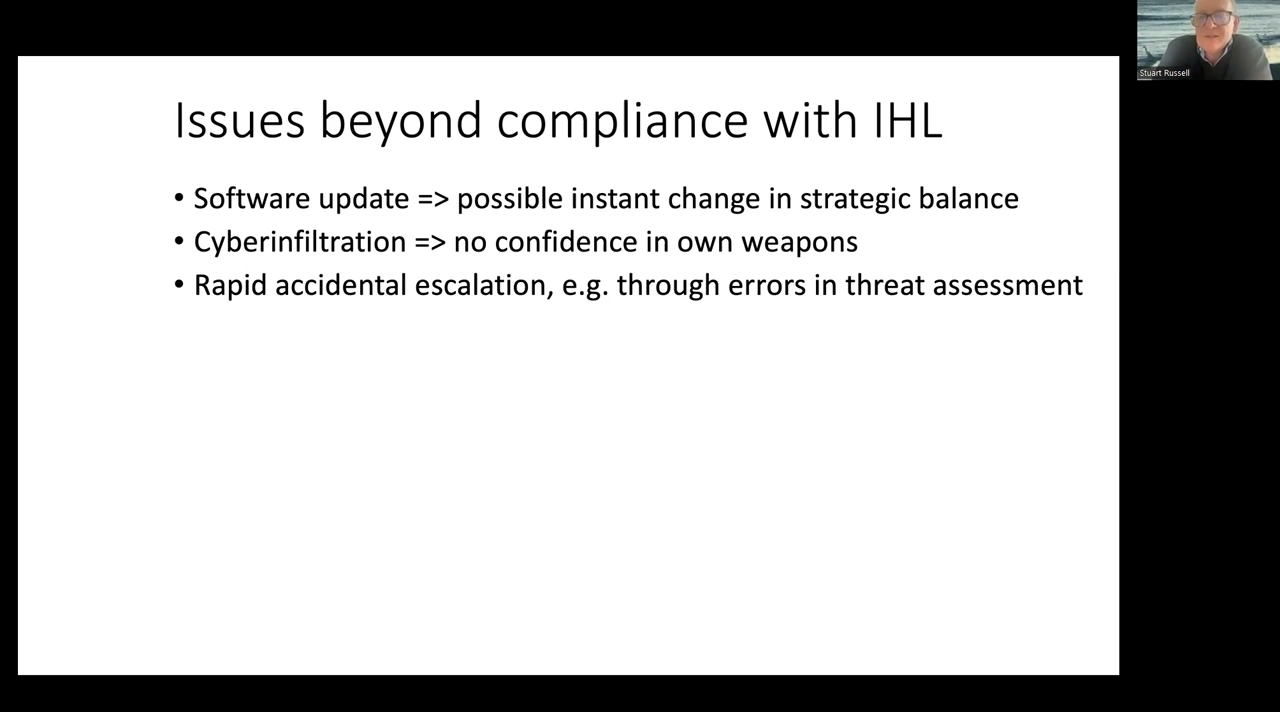 Issues beyond compliance with IHL
• Software update => possible instant change in strategic balance
• Cyberinfiltration => no confidence in own weapons
• Rapid accidental escalation, e.g. through errors in threat assessment
Stuart Russell